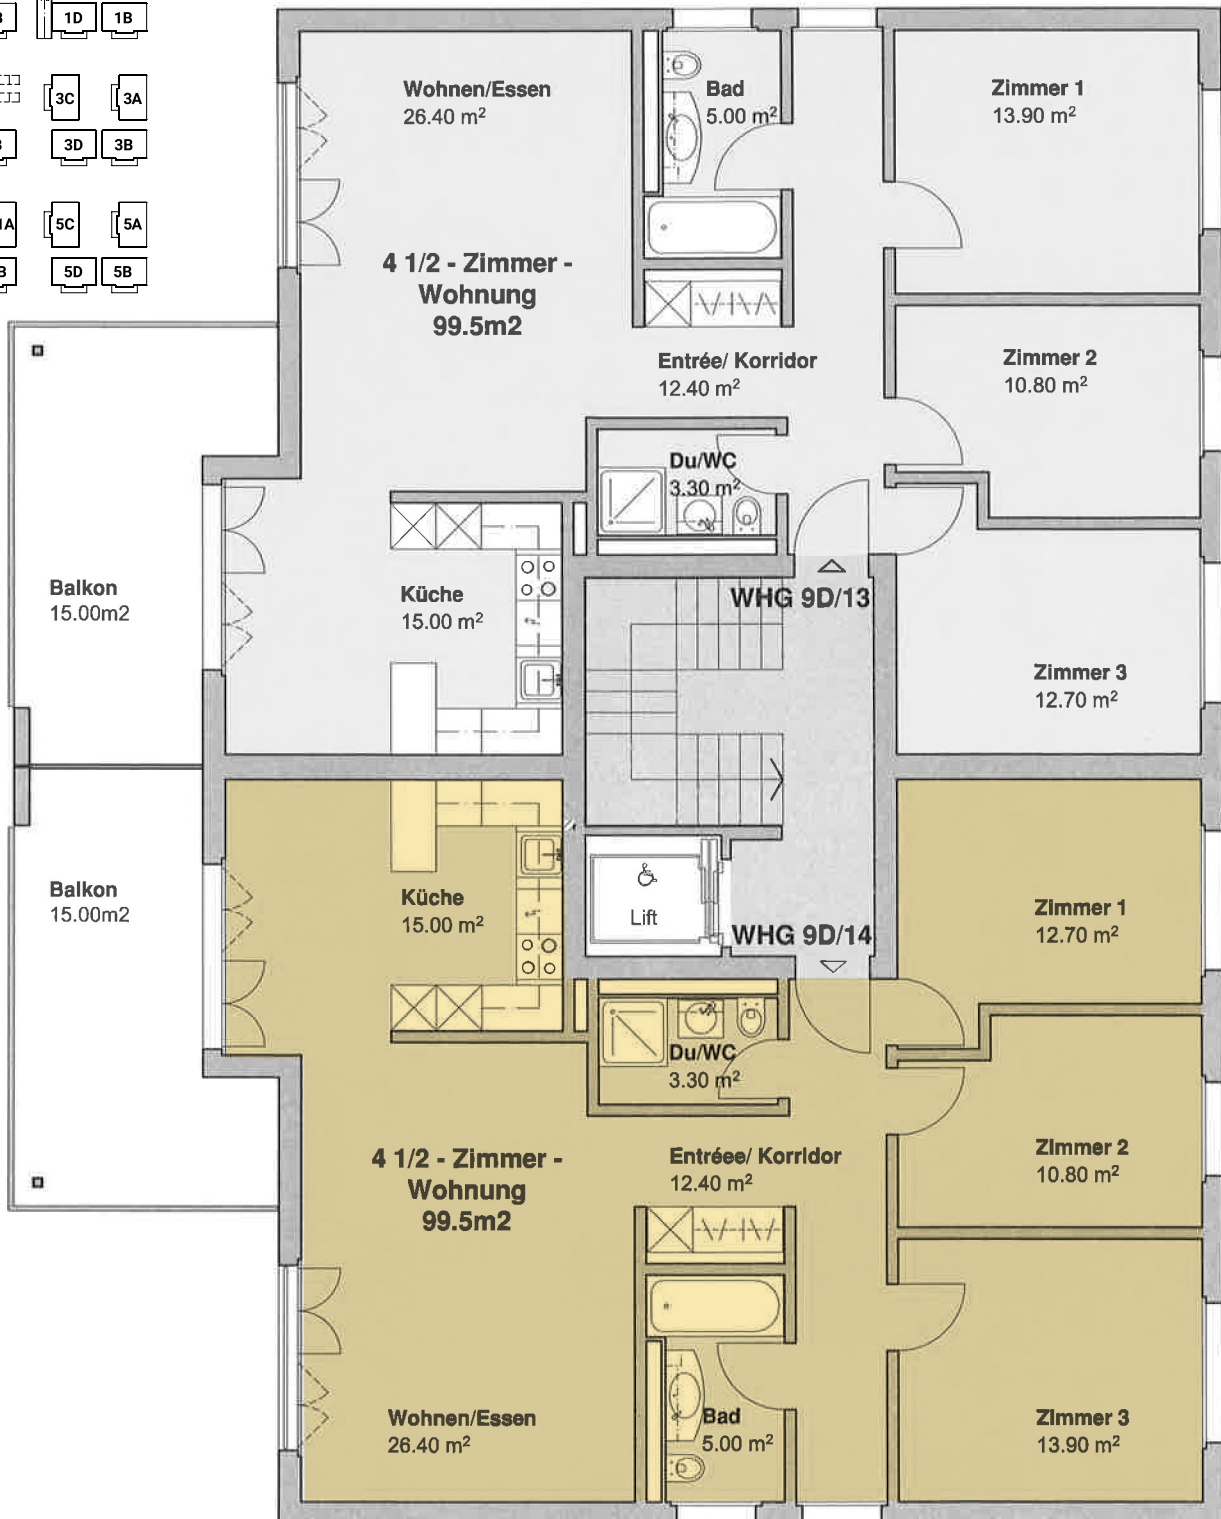 1D
1B
3C
3A
3D
3B
5C
5A
5D
5B
Wohnen/Essen
26.40 m²
Bad
5.00 m²
Zimmer 1
13.90 m²
4 1/2 - Zimmer -
Wohnung
99.5m2
Entrée/ Korridor
12.40 m²
Zimmer 2
10.80 m²
Du/WC
3.30 m²
Balkon
15.00m2
Küche
15.00 m²
WHG 9D/13
Zimmer 3
12.70 m²
Balkon
15.00m2
Küche
15.00 m²
Lift
WHG 9D/14
Zimmer 1
12.70 m²
Du/WC
3.30 m²
4 1/2 - Zimmer -
Wohnung
99.5m2
Entréee/ Korridor
12.40 m²
Zimmer 2
10.80 m²
Wohnen/Essen
26.40 m²
Bad
5.00 m²
Zimmer 3
13.90 m²